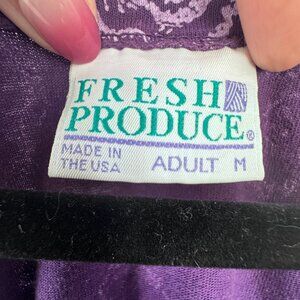 FRESH
PRODUCE®
MADE IN
THE USA
ADULT M